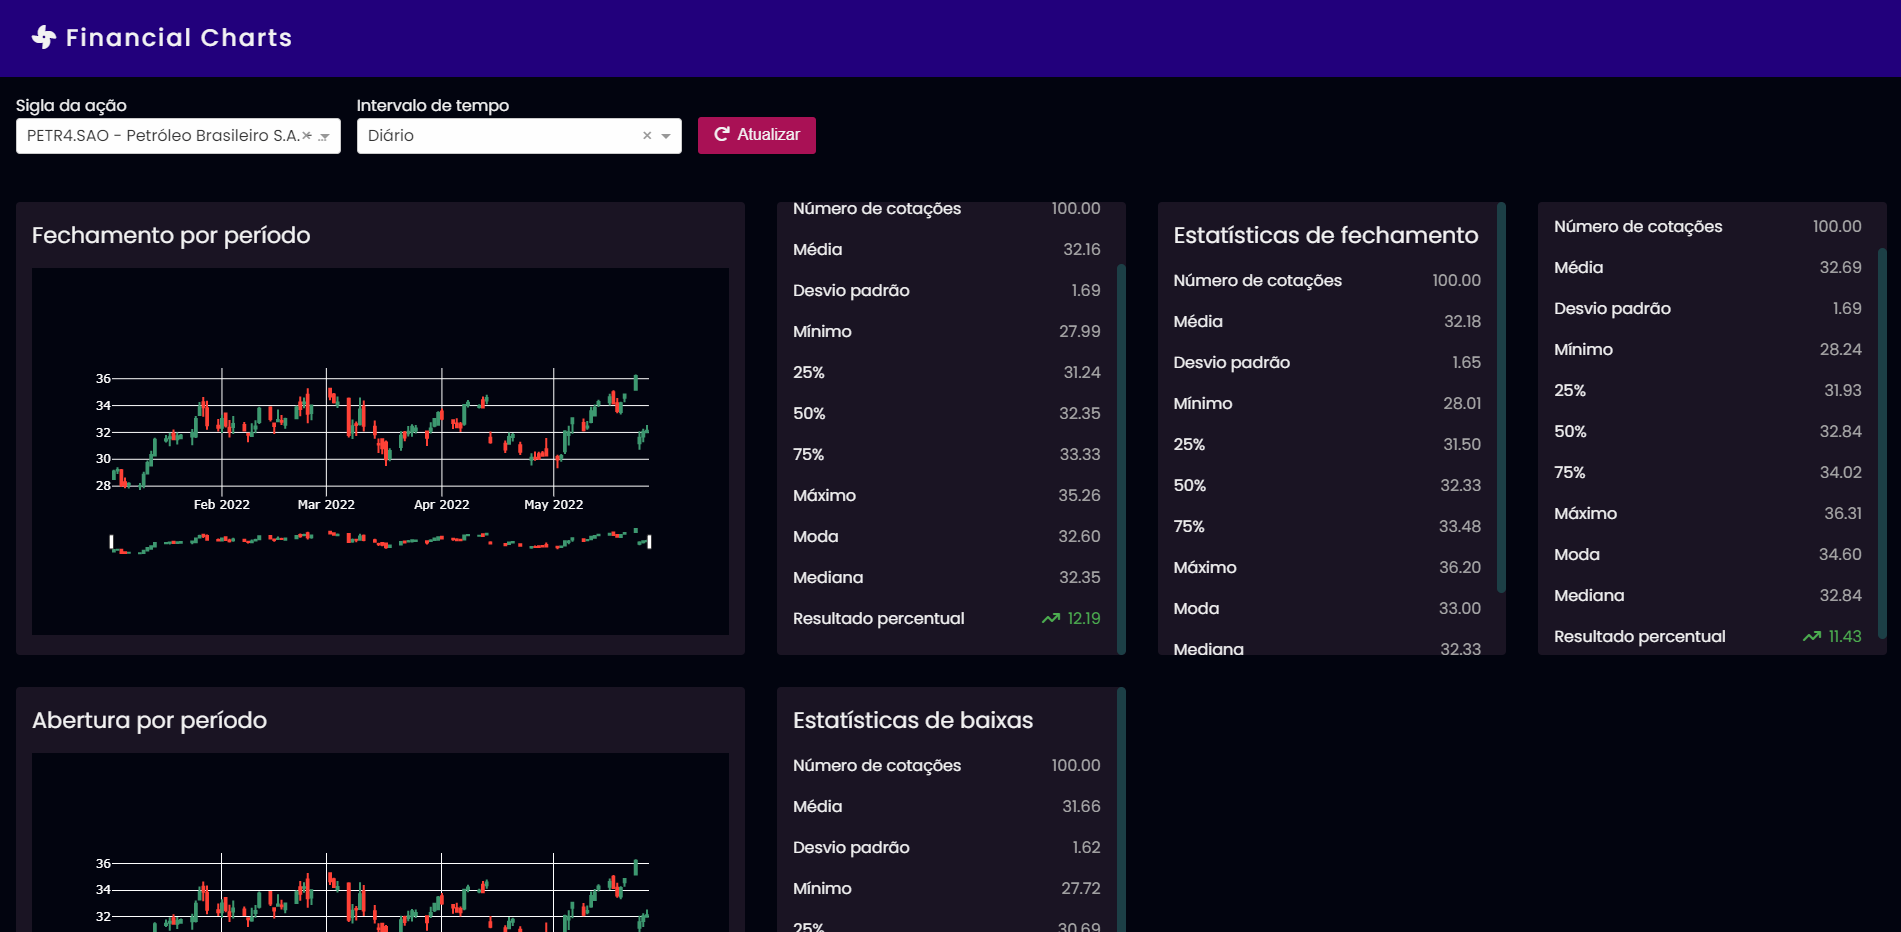 Financial Charts
Sigla da ação
Intervalo de tempo
PETR4.SAO - Petróleo Brasileiro S.A. - ...
Diário
Atualizar
Fechamento por período
36
34
32
30
28
Feb 2022 Mar 2022 Apr 2022 May 2022
Número de cotações 100.00
Média 32.16
Desvio padrão 1.69
Mínimo 27.99
25% 31.24
50% 32.35
75% 33.33
Máximo 35.26
Moda 32.60
Mediana 32.35
Resultado percentual 12.19
Estatísticas de fechamento
Número de cotações 100.00
Média 32.18
Desvio padrão 1.65
Mínimo 28.01
25% 31.50
50% 32.33
75% 33.48
Máximo 36.20
Moda 33.00
Mediana 32.33
Número de cotações 100.00
Média 32.69
Desvio padrão 1.69
Mínimo 28.24
25% 31.93
50% 32.84
75% 34.02
Máximo 36.31
Moda 34.60
Mediana 32.84
Resultado percentual 11.43
Abertura por período
36
34
32
Estatísticas de baixas
Número de cotações 100.00
Média 31.66
Desvio padrão 1.62
Mínimo 27.72
25% 30.69